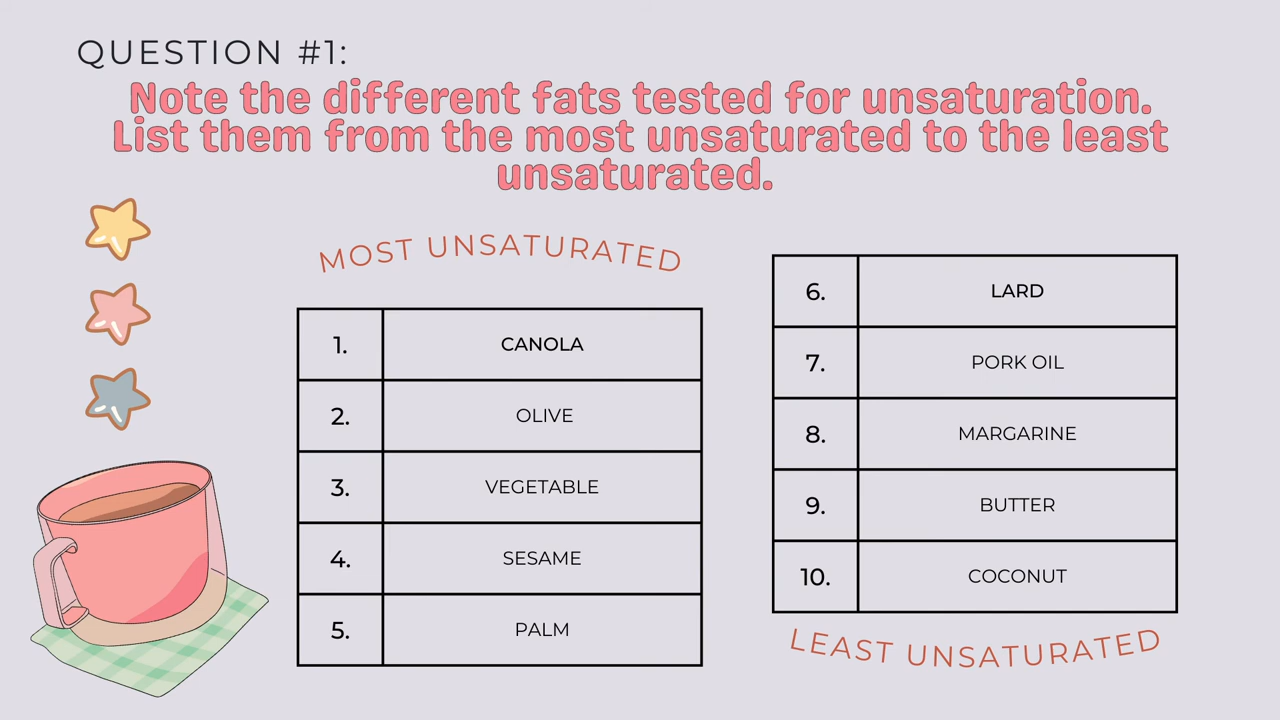 QUESTION #1:
Note the different fats tested for unsaturation.
List them from the most unsaturated to the least
unsaturated.
MOST UNSATURATED
1. CANOLA
2. OLIVE
3. VEGETABLE
4. SESAME
5. PALM
6. LARD
7. PORK OIL
8. MARGARINE
9. BUTTER
10. COCONUT
LEAST UNSATURATED